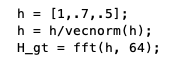 h = [1,.7,.5];
h = h/vecnorm(h);
H_gt = fft(h, 64);